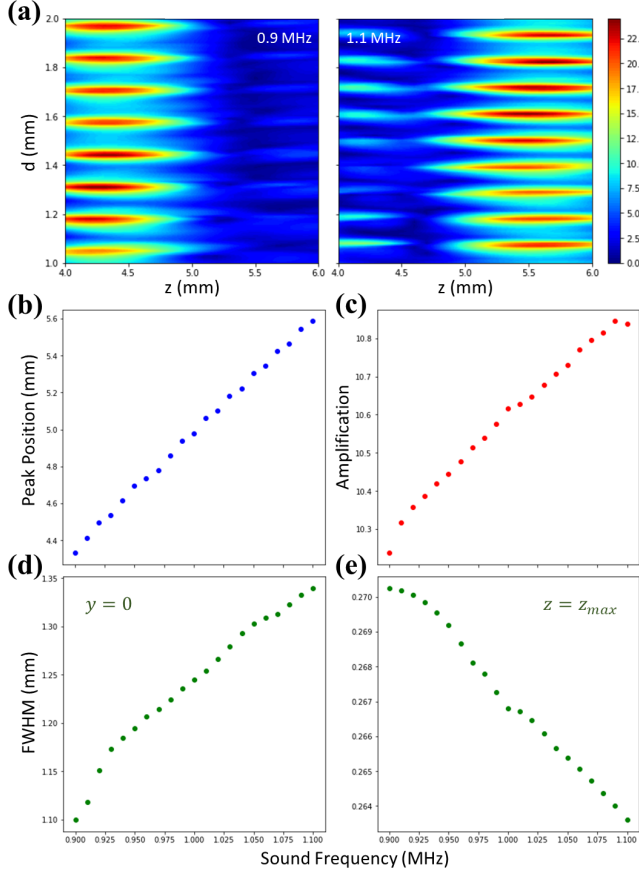 (a)
0.9 MHz
1.1 MHz
2.0
1.8
1.6
1.4
1.2
1.0
d (mm)
4.0 4.5 5.0 5.5 6.0
4.0 4.5 5.0 5.5 6.0
z (mm)
z (mm)
22.5
20.0
17.5
15.0
12.5
10.0
7.5
5.0
2.5
0.0
(b)
5.6
5.4
5.2
5.0
4.8
4.6
4.4
Peak Position (mm)
(c)
10.8
10.7
10.6
10.5
10.4
10.3
Amplification
(d)
y = 0
1.35
1.30
1.25
1.20
1.15
1.10
FWHM (mm)
0.900 0.925 0.950 0.975 1.000 1.025 1.050 1.075 1.100
(e)
z = z_max
0.270
0.269
0.268
0.267
0.266
0.265
0.264
0.900 0.925 0.950 0.975 1.000 1.025 1.050 1.075 1.100
Sound Frequency (MHz)